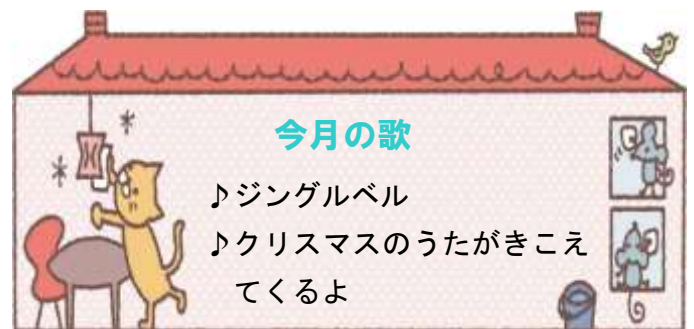 今月の歌
♪ジングルベル
♪クリスマスのうたがきこえ
てくるよ